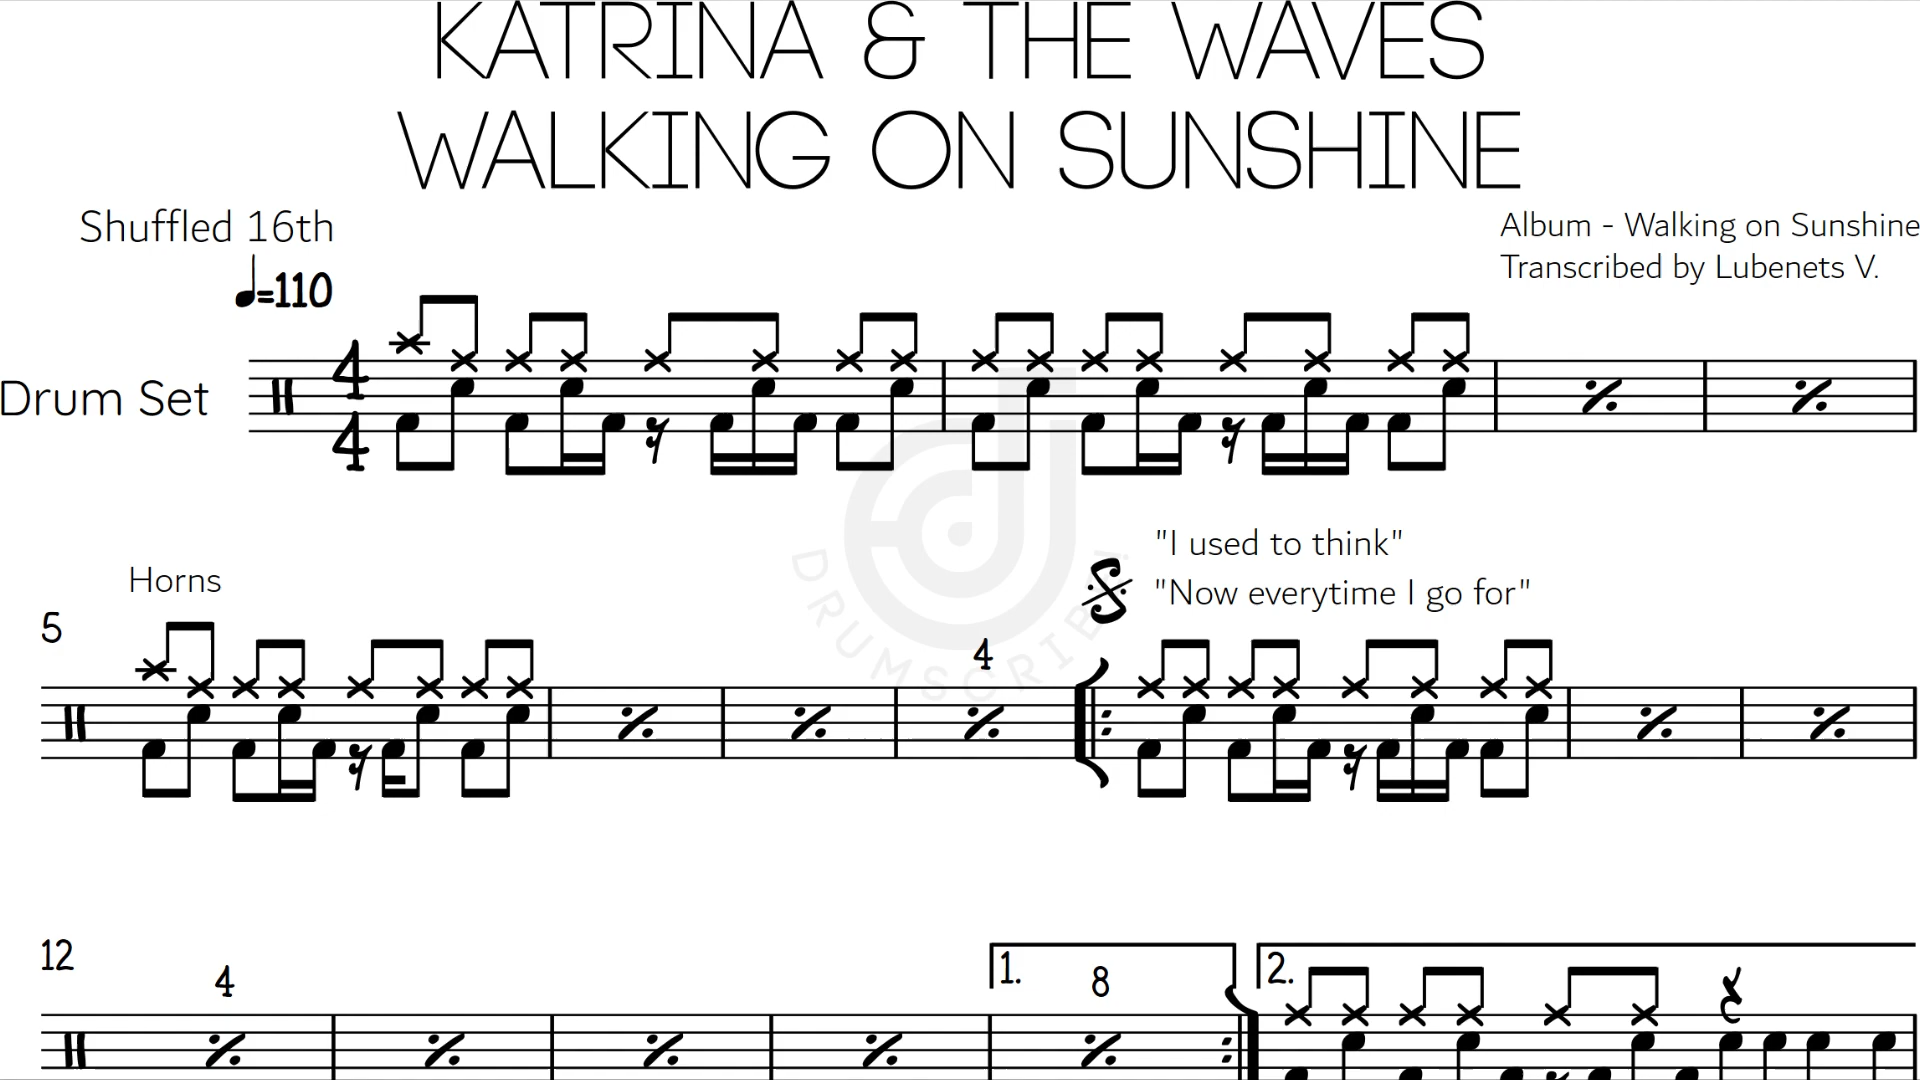 KATRINA & THE WAVES
WALKING ON SUNSHINE
Shuffled 16th
=110
Album - Walking on Sunshine
Transcribed by Lubenets V.
Drum Set
4
4
DRUMSCRIBE
"I used to think"
"Now everytime I go for"
Horns
5
4
12
4
1.
8
2.